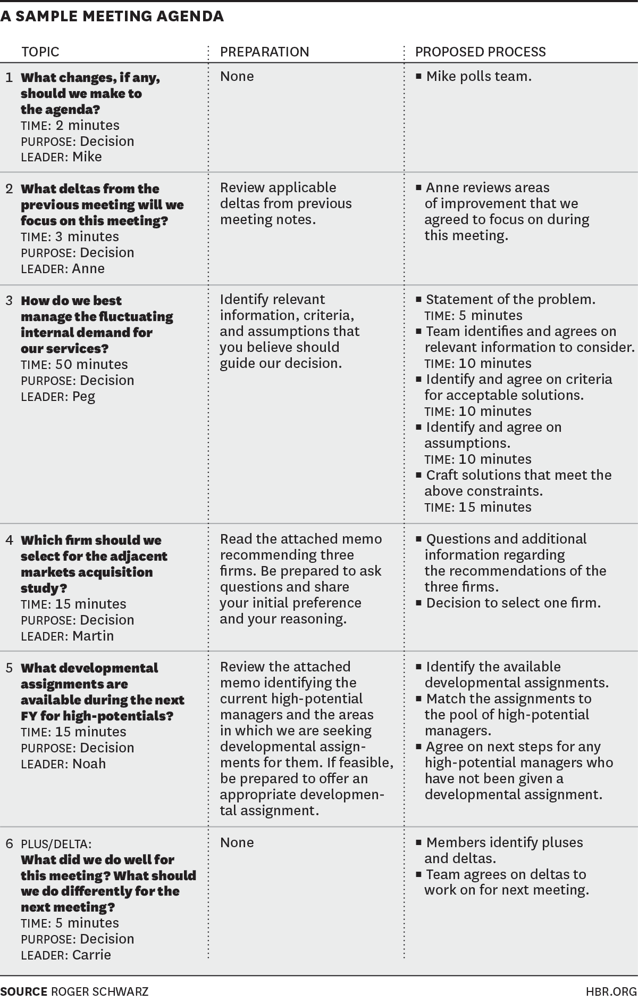 A SAMPLE MEETING AGENDA
TOPIC
PREPARATION
PROPOSED PROCESS
1 What changes, if any,
should we make to
the agenda?
TIME: 2 minutes
PURPOSE: Decision
LEADER: Mike
None
▪ Mike polls team.
2 What deltas from the
previous meeting will we
focus on this meeting?
TIME: 3 minutes
PURPOSE: Decision
LEADER: Anne
Review applicable
deltas from previous
meeting notes.
▪ Anne reviews areas
of improvement that we
agreed to focus on during
this meeting.
3 How do we best
manage the fluctuating
internal demand for
our services?
TIME: 50 minutes
PURPOSE: Decision
LEADER: Peg
Identify relevant
information, criteria,
and assumptions that
you believe should
guide our decision.
▪ Statement of the problem.
TIME: 5 minutes
▪ Team identifies and agrees on
relevant information to consider.
TIME: 10 minutes
▪ Identify and agree on criteria
for acceptable solutions.
TIME: 10 minutes
▪ Identify and agree on
assumptions.
TIME: 10 minutes
▪ Craft solutions that meet the
above constraints.
TIME: 15 minutes
4 Which firm should we
select for the adjacent
markets acquisition
study?
TIME: 15 minutes
PURPOSE: Decision
LEADER: Martin
Read the attached memo
recommending three
firms. Be prepared to ask
questions and share
your initial preference
and your reasoning.
▪ Questions and additional
information regarding
the recommendations of the
three firms.
▪ Decision to select one firm.
5 What developmental
assignments are
available during the next
FY for high-potentials?
TIME: 15 minutes
PURPOSE: Decision
LEADER: Noah
Review the attached
memo identifying the
current high-potential
managers and the areas
in which we are seeking
developmental assign-
ments for them. If feasible,
be prepared to offer an
appropriate developmen-
tal assignment.
▪ Identify the available
developmental assignments.
▪ Match the assignments to
the pool of high-potential
managers.
▪ Agree on next steps for any
high-potential managers who
have not been given a
developmental assignment.
6 PLUS/DELTA:
What did we do well for
this meeting? What should
we do differently for the
next meeting?
TIME: 5 minutes
PURPOSE: Decision
LEADER: Carrie
None
▪ Members identify pluses
and deltas.
▪ Team agrees on deltas to
work on for next meeting.
SOURCE ROGER SCHWARZ
HBR.ORG